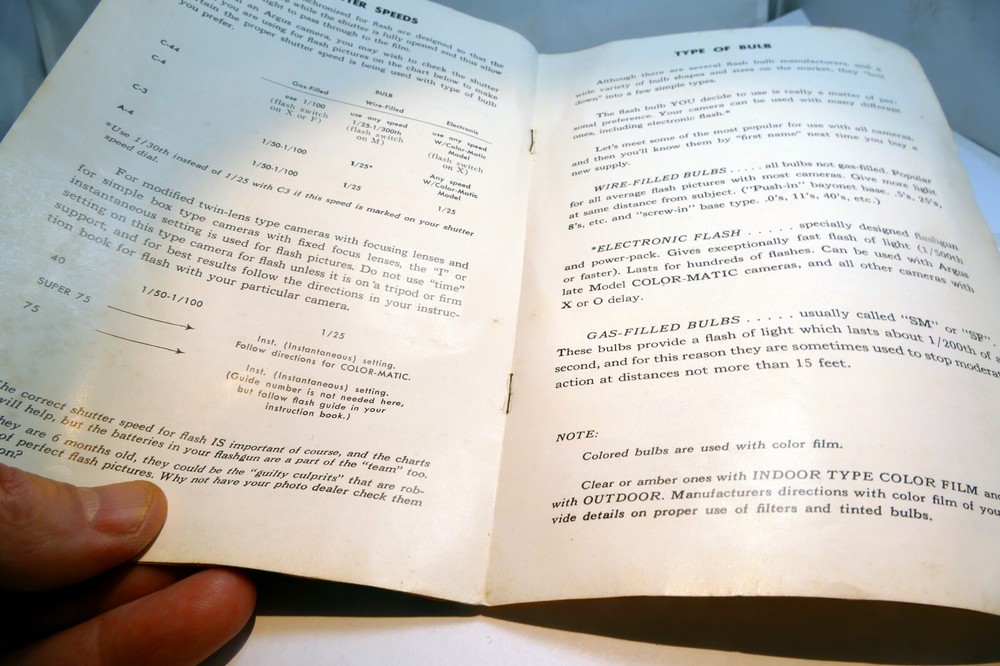 TER SPEEDS
synchronized for flash are designed so that the
while the shutter is fully opened and thus allow
light to pass through to the film.
an Argus camera, you may wish to check the shutter
you are using for flash pictures on the chart below to make
tain the proper shutter speed is being used with type of bulb
you prefer.
BULB
Gas-Filled Wire-Filled Electronic
C-44
C-4
use 1/100
(flash switch
on X or F)
use any speed
1/25-1/300th
(flash switch
on M)
use any speed
W/Color-Matic
Model
(flash switch
on X)
C-3 1/50-1/100 1/25* Any speed
W/Color-Matic
Model
A-4 1/50-1/100 1/25 1/25
*Use 1/30th instead of 1/25 with C3 if this speed is marked on your shutter
speed dial.
For modified twin-lens type cameras with focusing lenses and
for simple box type cameras with fixed focus lenses, the "I" or
instantaneous setting is used for flash pictures. Do not use "time"
setting on this type camera for flash unless it is on a tripod or firm
support, and for best results follow the directions in your instruc-
tion book for flash with your particular camera.
40 1/50-1/100 1/25
SUPER 75 Inst. (Instantaneous) setting.
Follow directions for COLOR-MATIC.
75 Inst. (Instantaneous) setting.
(Guide number is not needed here,
but follow flash guide in your
instruction book.)
he correct shutter speed for flash IS important of course, and the charts
will help, but the batteries in your flashgun are a part of the "team" too.
hey are 6 months old, they could be the "guilty culprits" that are rob-
of perfect flash pictures. Why not have your photo dealer check them
on?
TYPE OF BULB
Although there are several flash bulb manufacturers, and a
wide variety of bulb shapes and sizes on the market, they "boil
down" into a few simple types.
The flash bulb YOU decide to use is really a matter of per-
sonal preference. Your camera can be used with many different
ones, including electronic flash.*
Let's meet some of the most popular for use with all cameras,
and then you'll know them by "first name" next time you buy a
new supply.
WIRE-FILLED BULBS . . . . . all bulbs not gas-filled. Popular
for all average flash pictures with most cameras. Give more light
at same distance from subject. ("Push-in" bayonet base. .5's, 25's,
8's, etc. and "screw-in" base type. .0's, 11's, 40's, etc.)
*ELECTRONIC FLASH . . . . . . specially designed flashgun
and power-pack. Gives exceptionally fast flash of light (1/500th
or faster). Lasts for hundreds of flashes. Can be used with Argus
late Model COLOR-MATIC cameras, and all other cameras with
X or O delay.
GAS-FILLED BULBS . . . . . usually called "SM" or "SF".
These bulbs provide a flash of light which lasts about 1/200th of a
second, and for this reason they are sometimes used to stop moderat
action at distances not more than 15 feet.
NOTE:
Colored bulbs are used with color film.
Clear or amber ones with INDOOR TYPE COLOR FILM and
with OUTDOOR. Manufacturers directions with color film of you
vide details on proper use of filters and tinted bulbs.